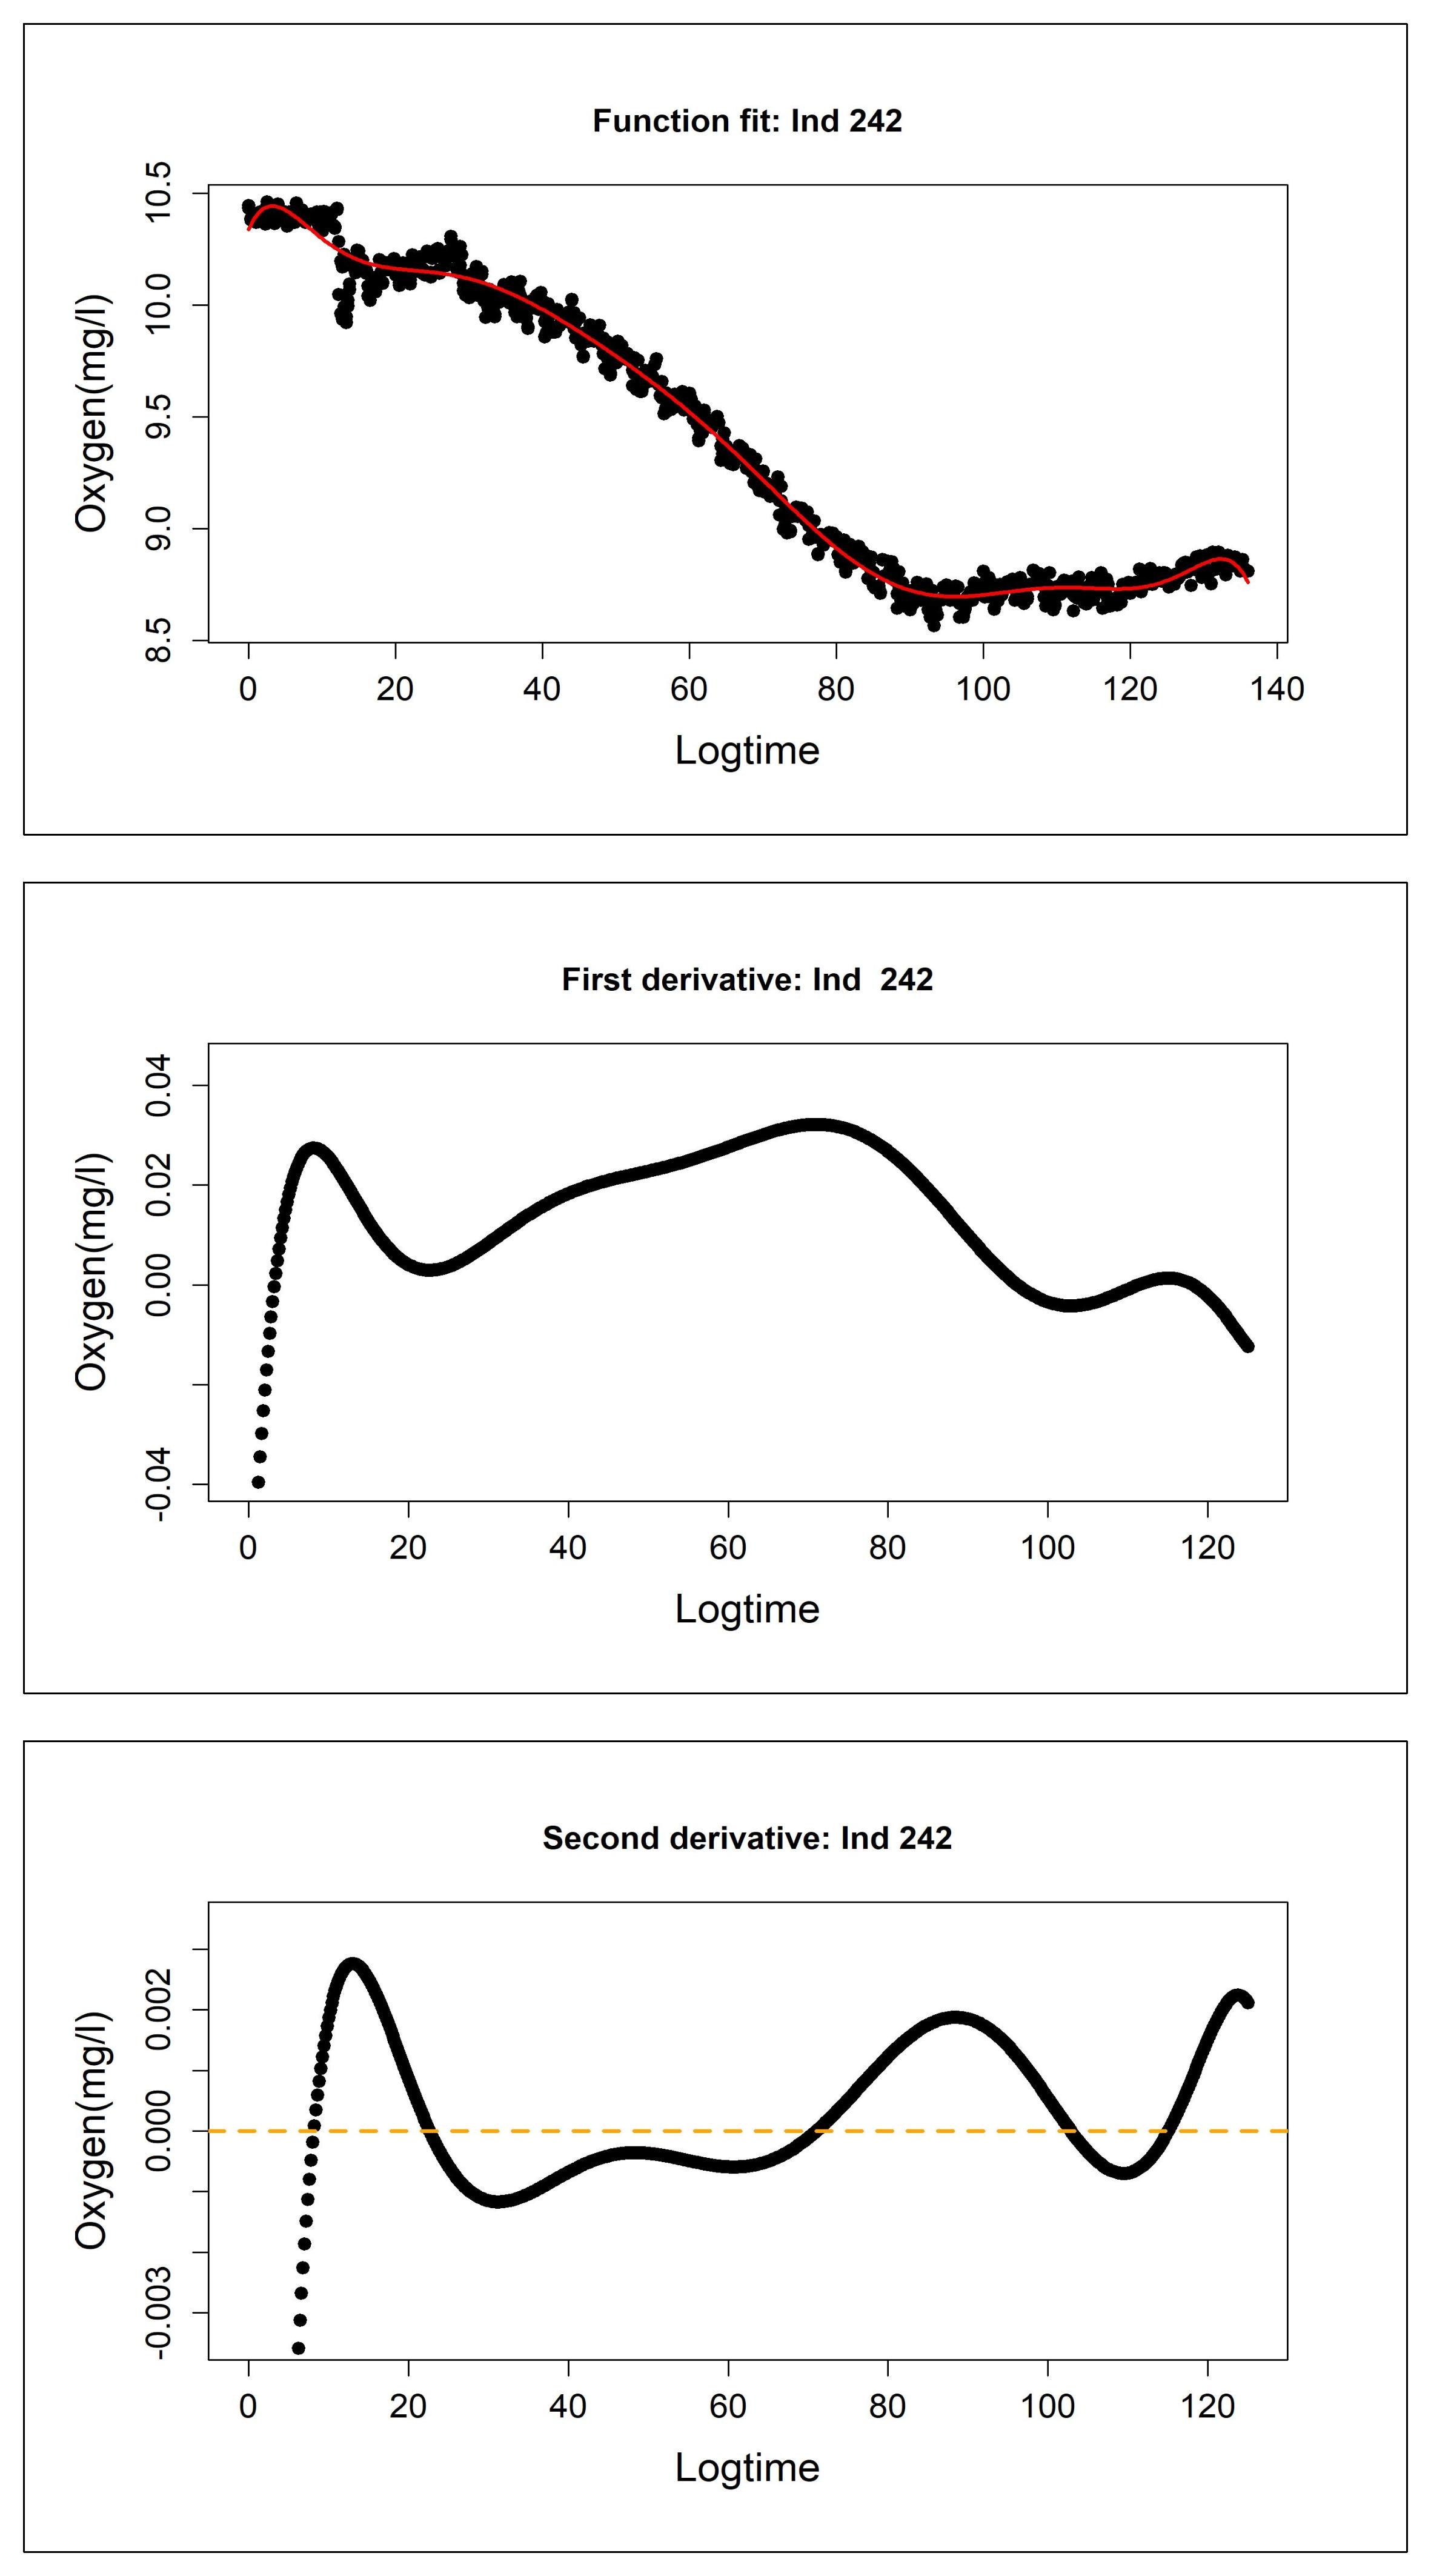 Function fit: Ind 242
Oxygen(mg/l)
10.5
10.0
9.5
9.0
8.5
0 20 40 60 80 100 120 140
Logtime
First derivative: Ind  242
Oxygen(mg/l)
0.04
0.02
0.00
-0.04
0 20 40 60 80 100 120
Logtime
Second derivative: Ind 242
Oxygen(mg/l)
0.002
0.000
-0.003
0 20 40 60 80 100 120
Logtime